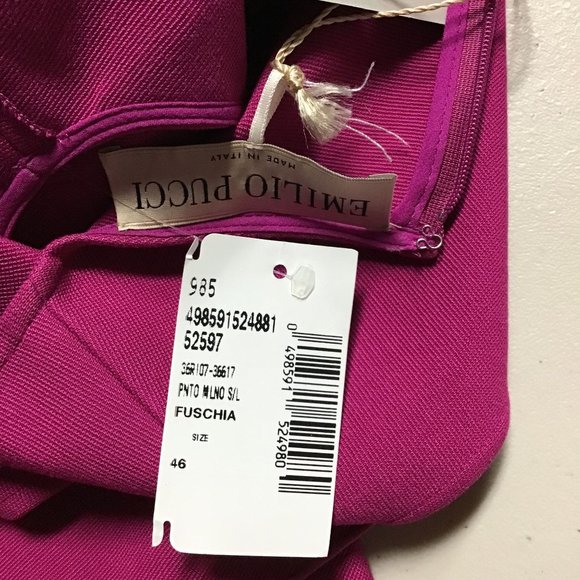 EMILIO PUCCI
MADE IN ITALY
985
498591524881
52597
36R107-36617
PNTO MLNO S/L
FUSCHIA
SIZE
46
0 498591 524980